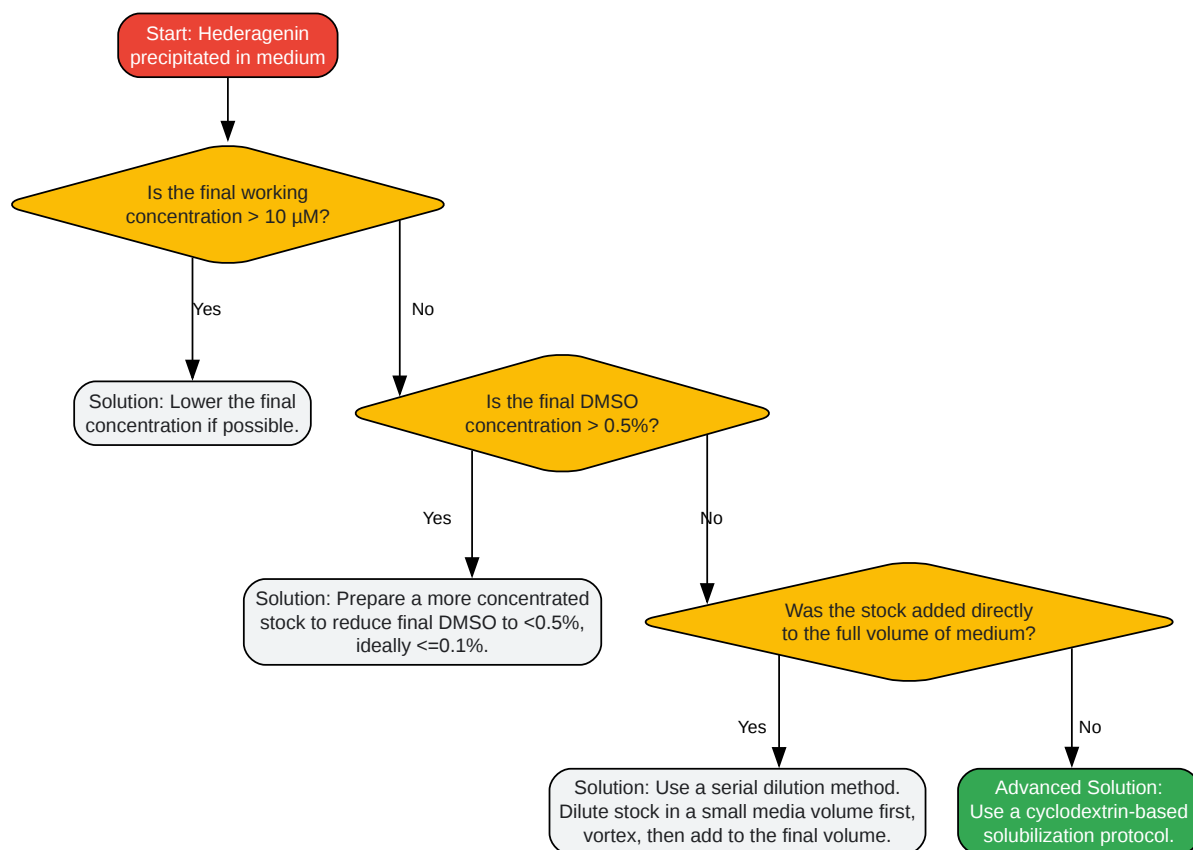 Start: Hederagenin
precipitated in medium
Is the final working
concentration > 10 µM?
Yes
No
Solution: Lower the final
concentration if possible.
Is the final DMSO
concentration > 0.5%?
Yes
No
Solution: Prepare a more concentrated
stock to reduce final DMSO to <0.5%,
ideally <=0.1%.
Was the stock added directly
to the full volume of medium?
Yes
No
Solution: Use a serial dilution method.
Dilute stock in a small media volume first,
vortex, then add to the final volume.
Advanced Solution:
Use a cyclodextrin-based
solubilization protocol.